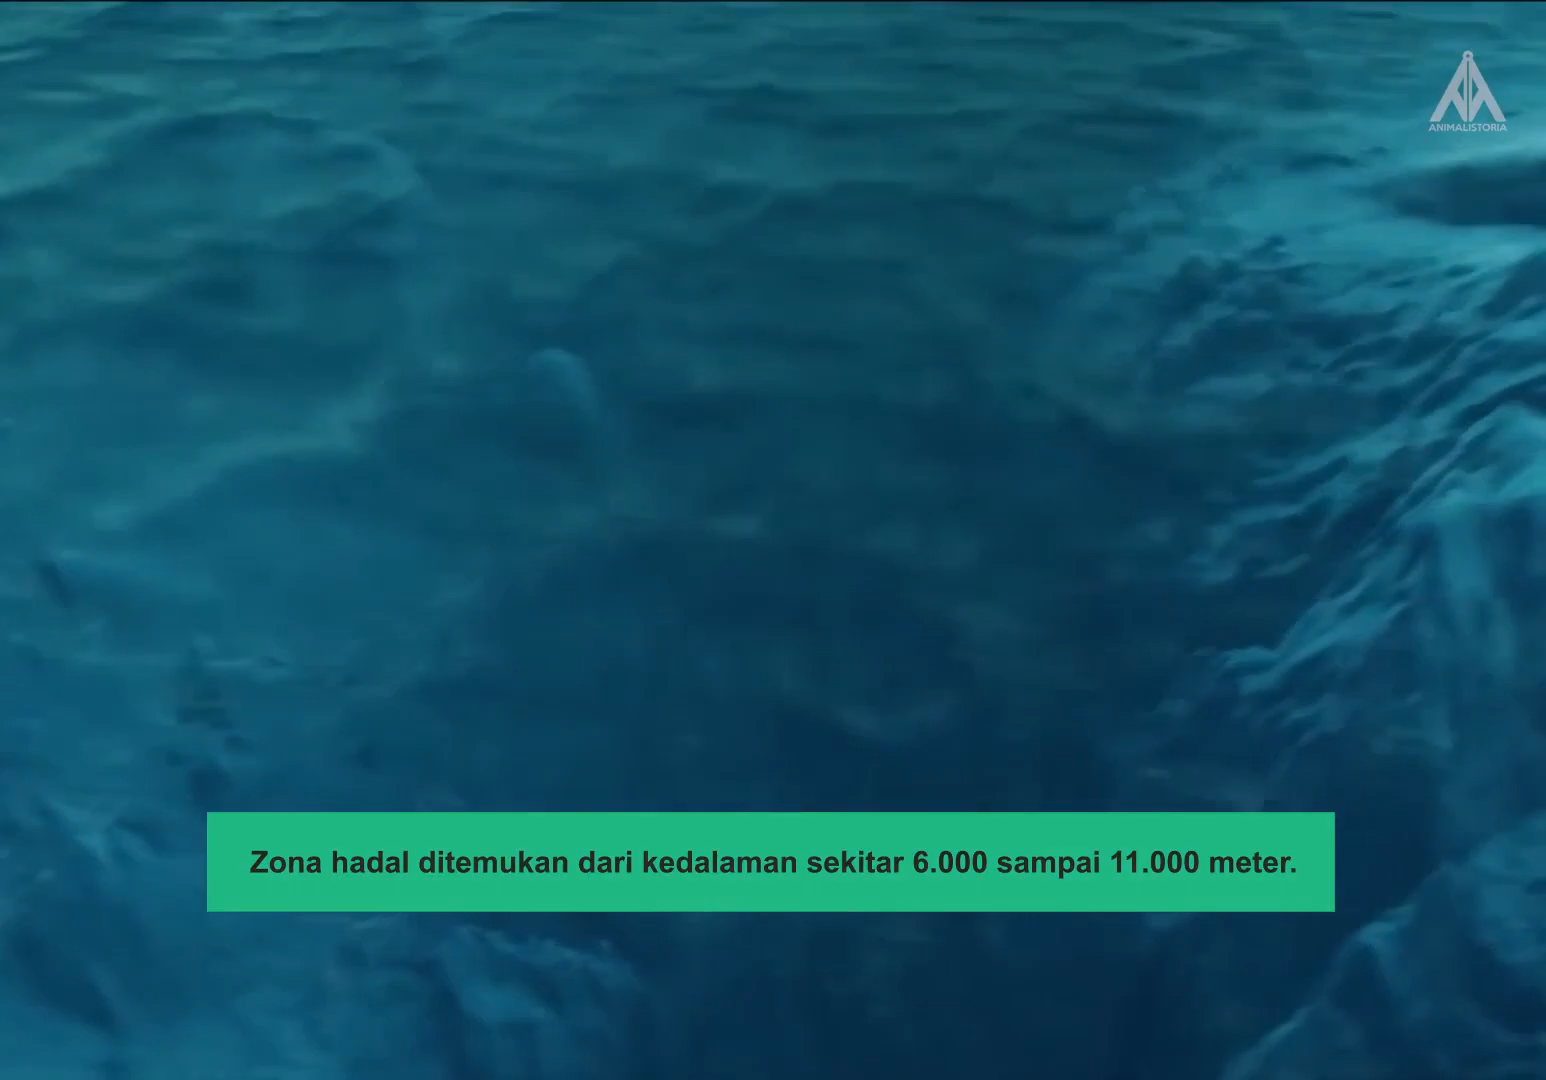 ANIMALISTORIA
Zona hadal ditemukan dari kedalaman sekitar 6.000 sampai 11.000 meter.